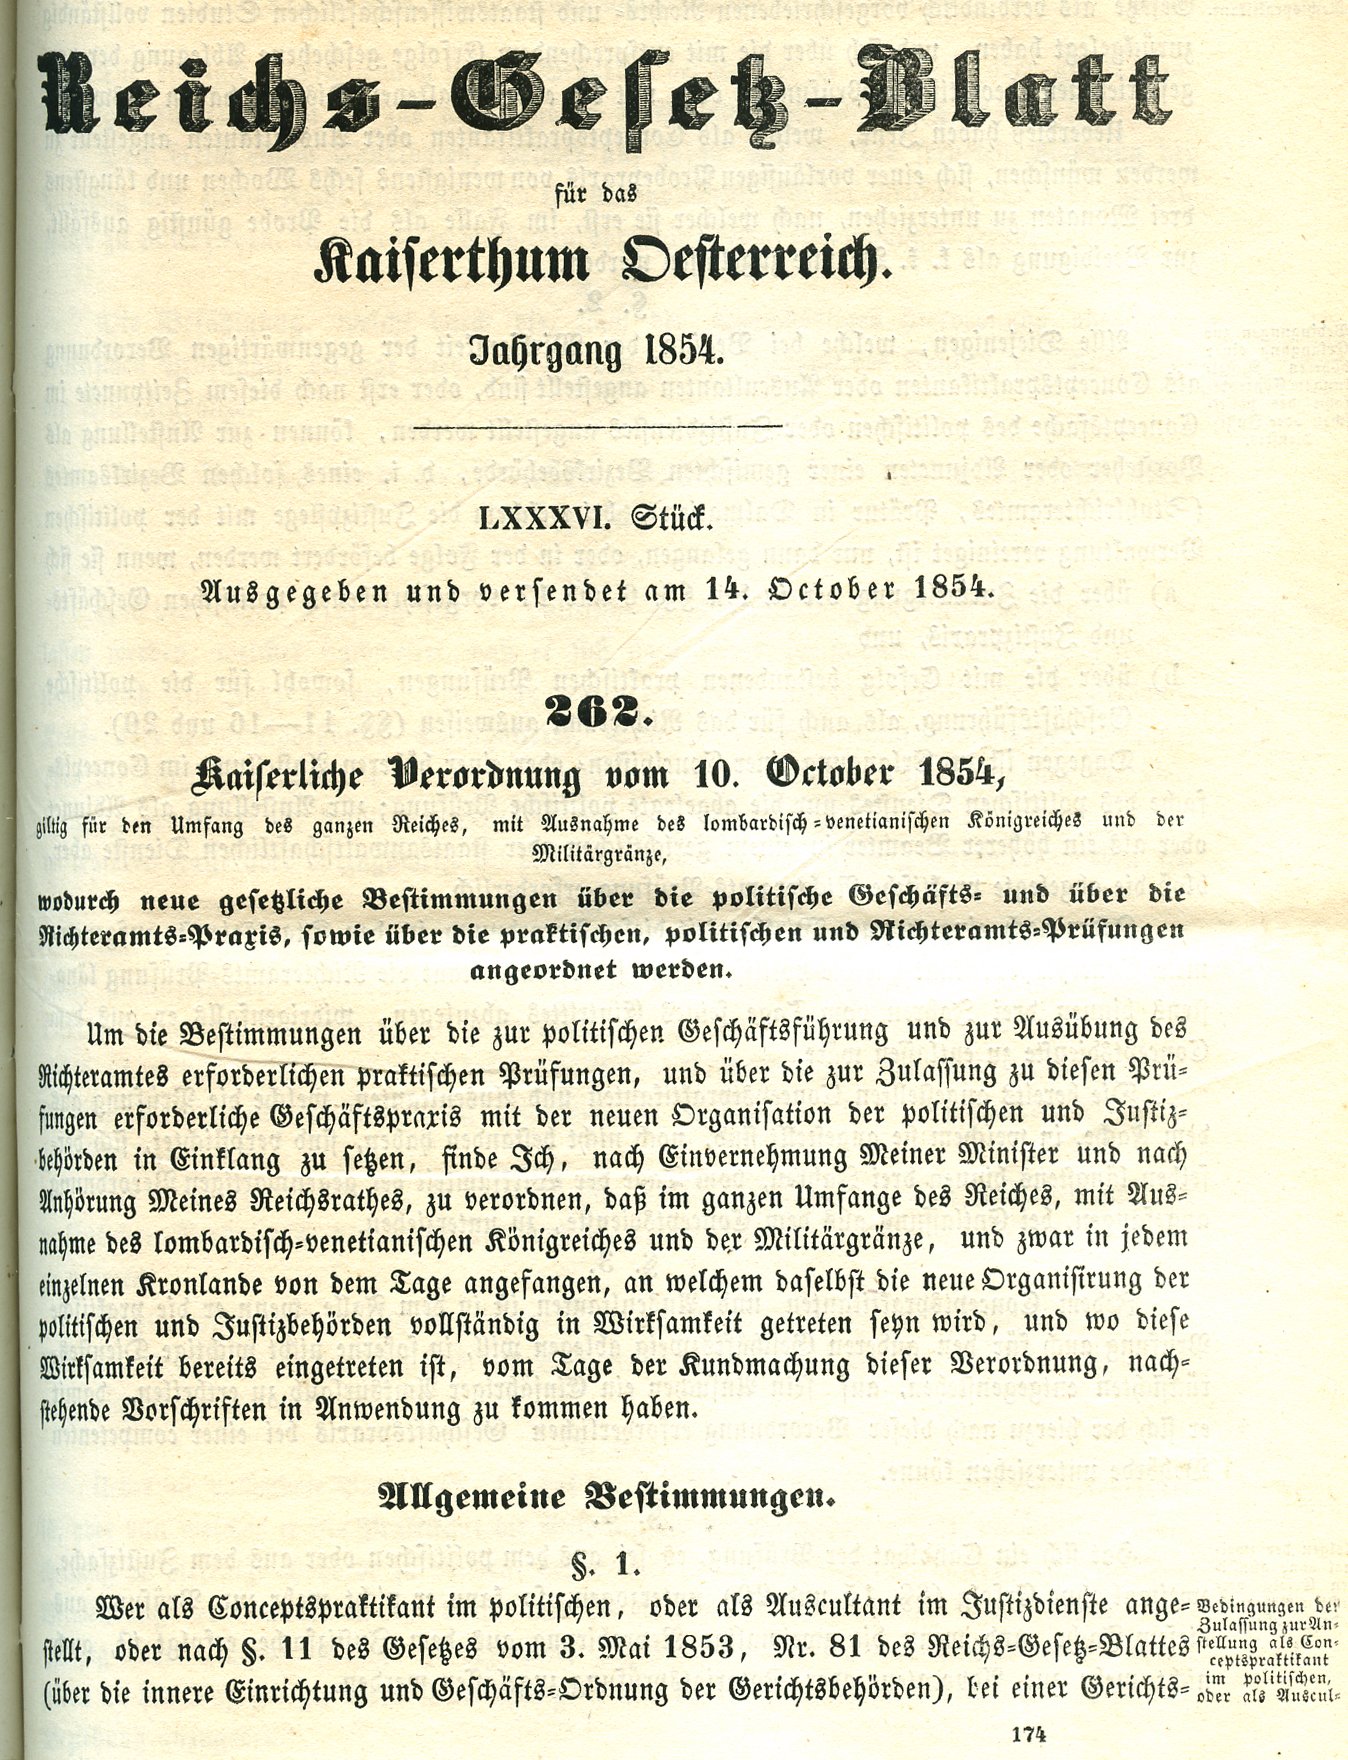 Reichs-Gesetz-Blatt
für das
Kaiserthum Oesterreich.
Jahrgang 1854.
LXXXVI. Stück.
Ausgegeben und versendet am 14. October 1854.
262.
Kaiserliche Verordnung vom 10. October 1854,
giltig für den Umfang des ganzen Reiches, mit Ausnahme des lombardisch-venetianischen Königreiches und der
Militärgränze,
wodurch neue gesetzliche Bestimmungen über die politische Geschäfts- und über die
Richteramts-Praxis, sowie über die praktischen, politischen und Richteramts-Prüfungen
angeordnet werden.
Um die Bestimmungen über die zur politischen Geschäftsführung und zur Ausübung des
Richteramtes erforderlichen praktischen Prüfungen, und über die zur Zulassung zu diesen Prü-
fungen erforderliche Geschäftspraxis mit der neuen Organisation der politischen und Justiz-
behörden in Einklang zu setzen, finde Ich, nach Einvernehmung Meiner Minister und nach
Anhörung Meines Reichsrathes, zu verordnen, daß im ganzen Umfange des Reiches, mit Aus-
nahme des lombardisch-venetianischen Königreiches und der Militärgränze, und zwar in jedem
einzelnen Kronlande von dem Tage angefangen, an welchem daselbst die neue Organisirung der
politischen und Justizbehörden vollständig in Wirksamkeit getreten seyn wird, und wo diese
Wirksamkeit bereits eingetreten ist, vom Tage der Kundmachung dieser Verordnung, nach-
stehende Vorschriften in Anwendung zu kommen haben.
Allgemeine Bestimmungen.
§. 1.
Wer als Conceptspraktikant im politischen, oder als Auscultant im Justizdienste ange-
stellt, oder nach §. 11 des Gesetzes vom 3. Mai 1853, Nr. 81 des Reichs-Gesetz-Blattes
(über die innere Einrichtung und Geschäfts-Ordnung der Gerichtsbehörden), bei einer Gerichts-
Bedingungen der
Zulassung zur An-
stellung als Con-
ceptspraktikant
im politischen,
oder als Auscul-
174